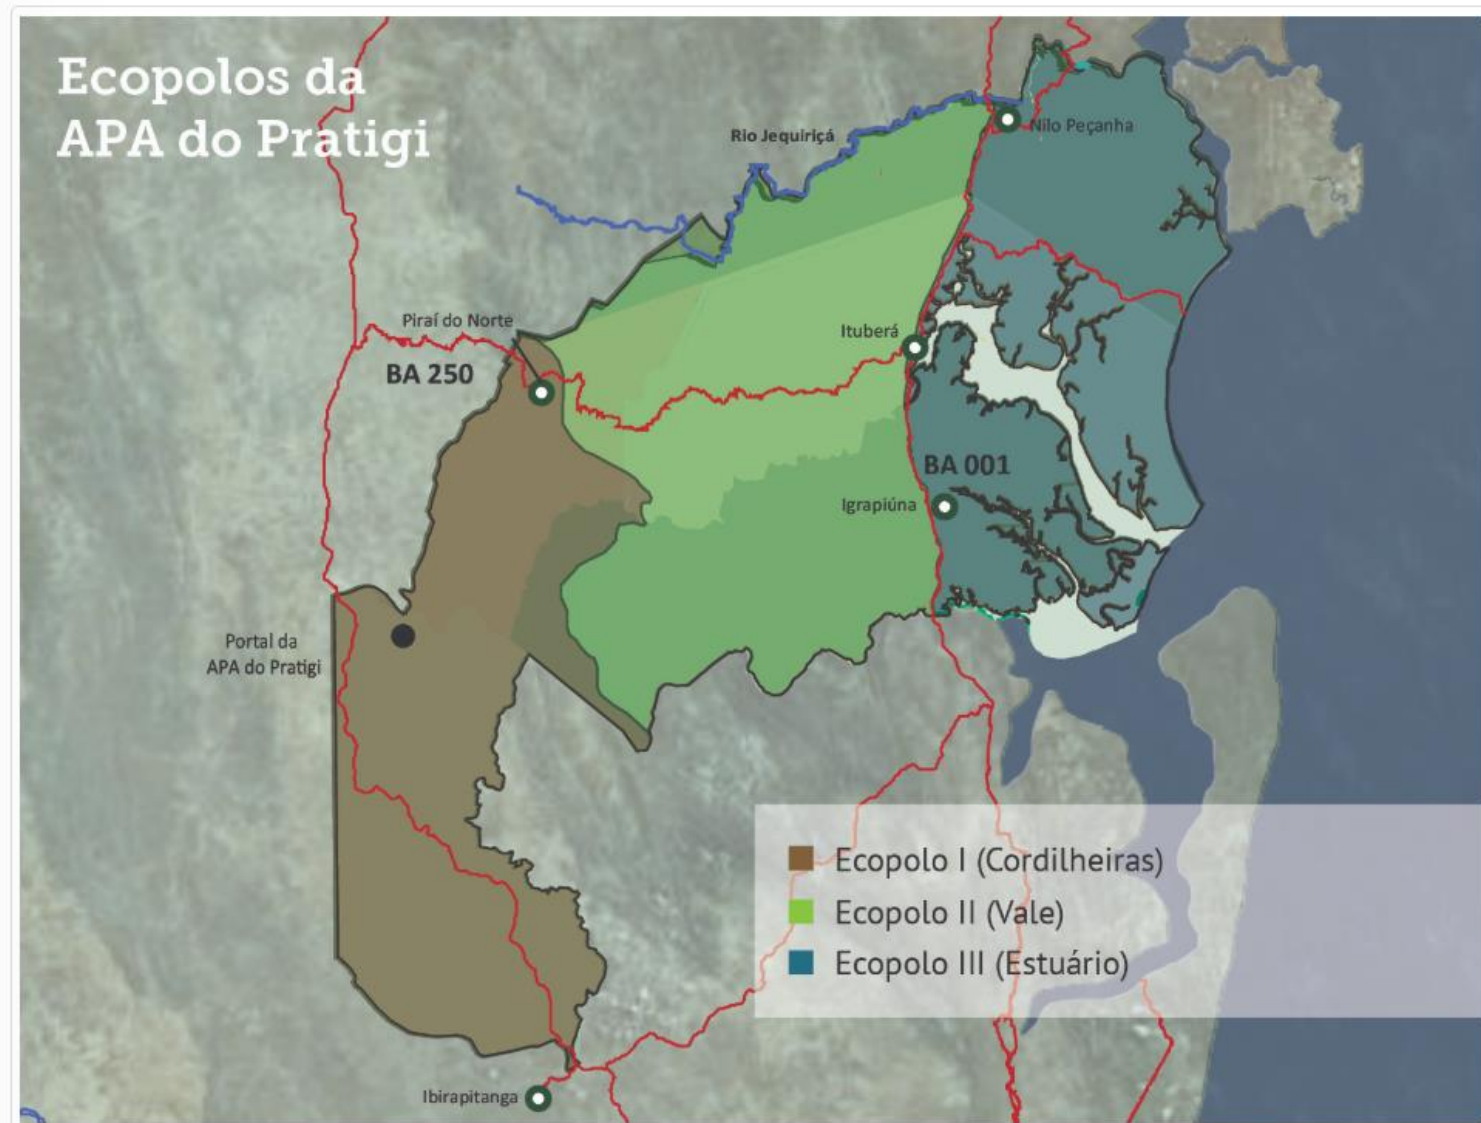 Ecopolos da
APA do Pratigi
Rio Jequiriçá
Nilo Peçanha
Piraí do Norte
BA 250
Ituberá
BA 001
Igrapiúna
Portal da
APA do Pratigi
Ecopolo I (Cordilheiras)
Ecopolo II (Vale)
Ecopolo III (Estuário)
Ibirapitanga